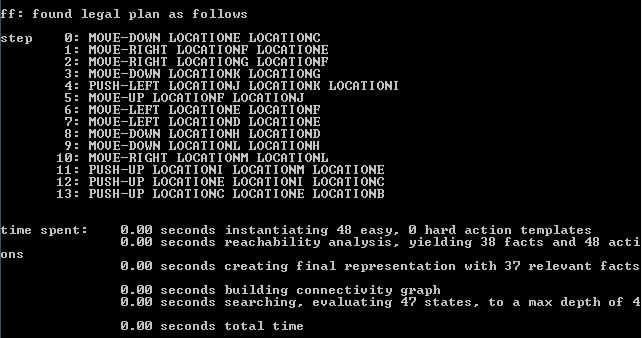 ff: found legal plan as follows
step 0: MOVE-DOWN LOCATIONE LOCATIONC
1: MOVE-RIGHT LOCATIONF LOCATIONE
2: MOVE-RIGHT LOCATIONG LOCATIONF
3: MOVE-DOWN LOCATIONK LOCATIONG
4: PUSH-LEFT LOCATIONJ LOCATIONK LOCATIONI
5: MOVE-UP LOCATIONF LOCATIONJ
6: MOVE-LEFT LOCATIONE LOCATIONF
7: MOVE-LEFT LOCATIOND LOCATIONE
8: MOVE-DOWN LOCATIONH LOCATIOND
9: MOVE-DOWN LOCATIONL LOCATIONH
10: MOVE-RIGHT LOCATIONM LOCATIONL
11: PUSH-UP LOCATIONI LOCATIONM LOCATIONE
12: PUSH-UP LOCATIONE LOCATIONI LOCATIONC
13: PUSH-UP LOCATIONC LOCATIONE LOCATIONB
time spent: 0.00 seconds instantiating 48 easy, 0 hard action templates
0.00 seconds reachability analysis, yielding 38 facts and 48 acti
ons
0.00 seconds creating final representation with 37 relevant facts
0.00 seconds building connectivity graph
0.00 seconds searching, evaluating 47 states, to a max depth of 4
0.00 seconds total time